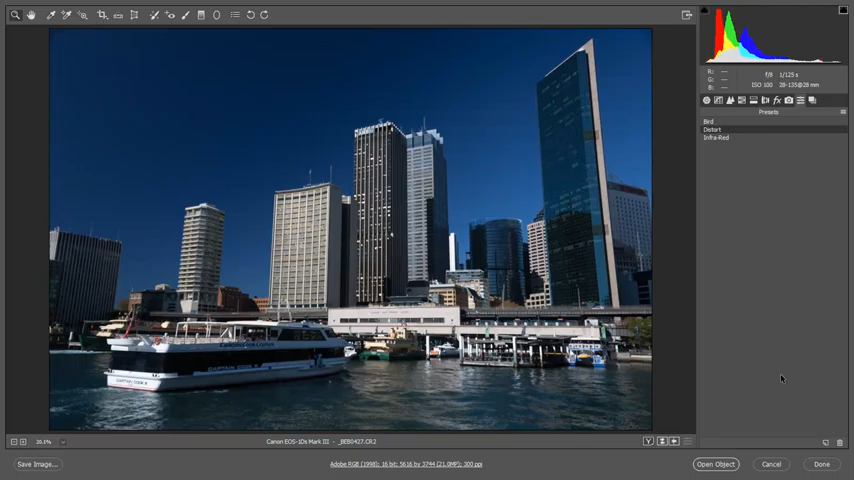 R: ---
G: ---
B: ---
f/8 1/125 s
ISO 100 28-135@28 mm
Presets
Bird
Distort
Infra-Red
20.1%
Canon EOS-1Ds Mark III - _BEB0427.CR2
Y
Save Image...
Adobe RGB (1998); 16 bit; 5616 by 3744 (21.0MP); 300 ppi
Open Object
Cancel
Done